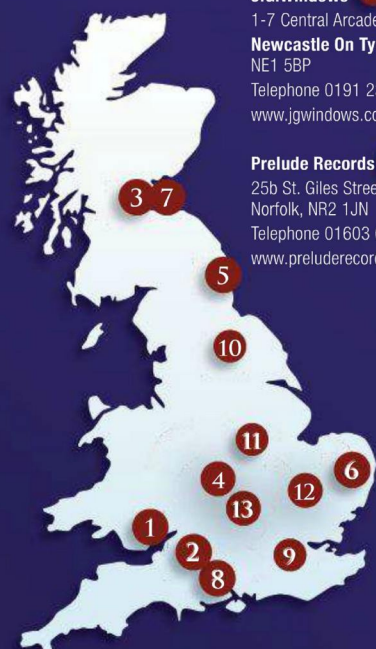 1-7 Central Arcade
Newcastle On Ty
NE1 5BP
Telephone 0191 2
www.jgwindows.co
Prelude Records
25b St. Giles Stree
Norfolk, NR2 1JN
Telephone 01603
www.preluderecor
3 7
5
10
11
4
6
12
13
1
2
9
8